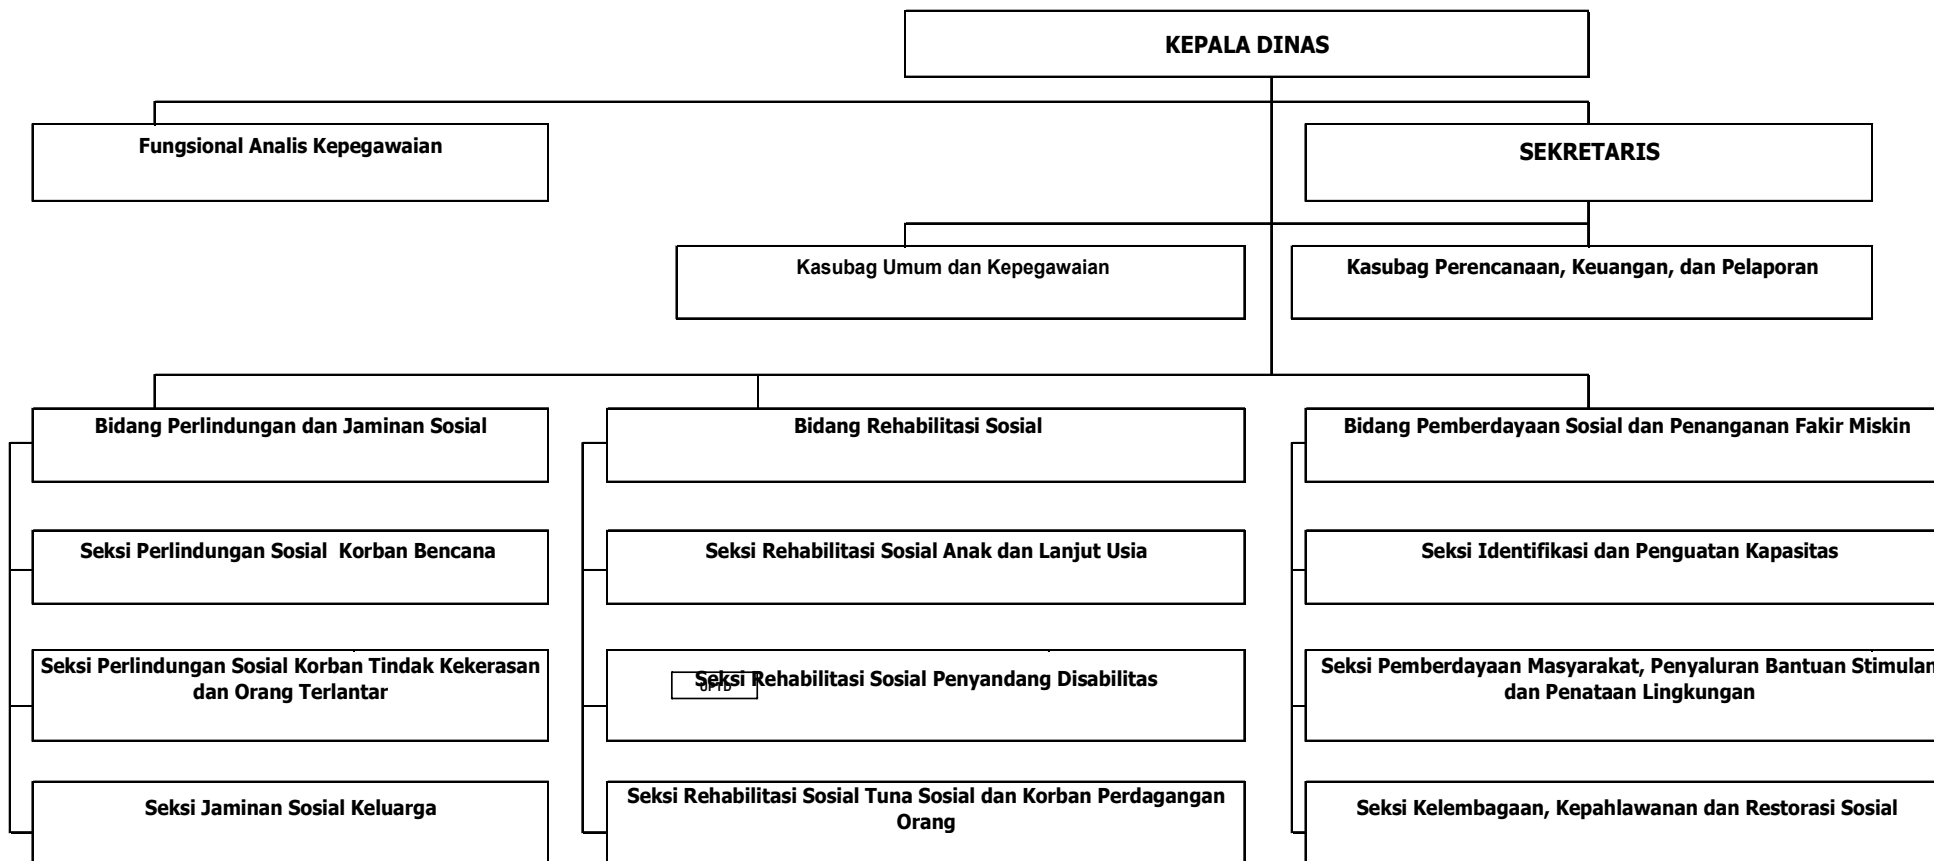 KEPALA DINAS
Fungsional Analis Kepegawaian
SEKRETARIS
Kasubag Umum dan Kepegawaian
Kasubag Perencanaan, Keuangan, dan Pelaporan
Bidang Perlindungan dan Jaminan Sosial
Bidang Rehabilitasi Sosial
Bidang Pemberdayaan Sosial dan Penanganan Fakir Miskin
Seksi Perlindungan Sosial Korban Bencana
Seksi Rehabilitasi Sosial Anak dan Lanjut Usia
Seksi Identifikasi dan Penguatan Kapasitas
Seksi Perlindungan Sosial Korban Tindak Kekerasan
dan Orang Terlantar
Seksi Rehabilitasi Sosial Penyandang Disabilitas
UPTD
Seksi Pemberdayaan Masyarakat, Penyaluran Bantuan Stimulan
dan Penataan Lingkungan
Seksi Jaminan Sosial Keluarga
Seksi Rehabilitasi Sosial Tuna Sosial dan Korban Perdagangan
Orang
Seksi Kelembagaan, Kepahlawanan dan Restorasi Sosial